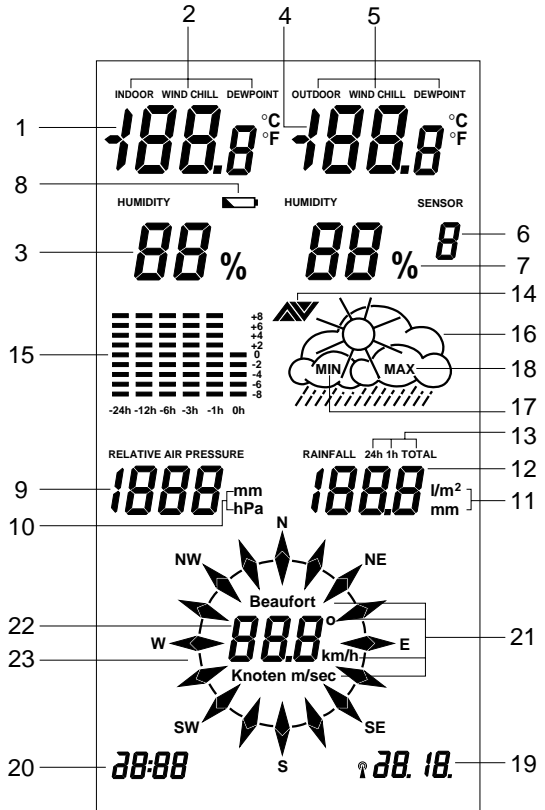 2 4 5
INDOOR WIND CHILL DEWPOINT OUTDOOR WIND CHILL DEWPOINT
1 -188.8 °C °F -188.8 °C °F
8
HUMIDITY HUMIDITY SENSOR
3 88 % 88 % 8 6
7
14
15 +8 16
+6
+4
+2
0
-2
-4
-6
-8
MIN MAX 18
17
-24h -12h -6h -3h -1h 0h
13
RELATIVE AIR PRESSURE RAINFALL 24h 1h TOTAL
12
9 1888 mm 188.8 l/m² 11
10 hPa mm
N
NW NE
Beaufort
22 88.8 o 21
W E
23 km/h
Knoten m/sec
SW SE
S
20 28:88 28.18. 19